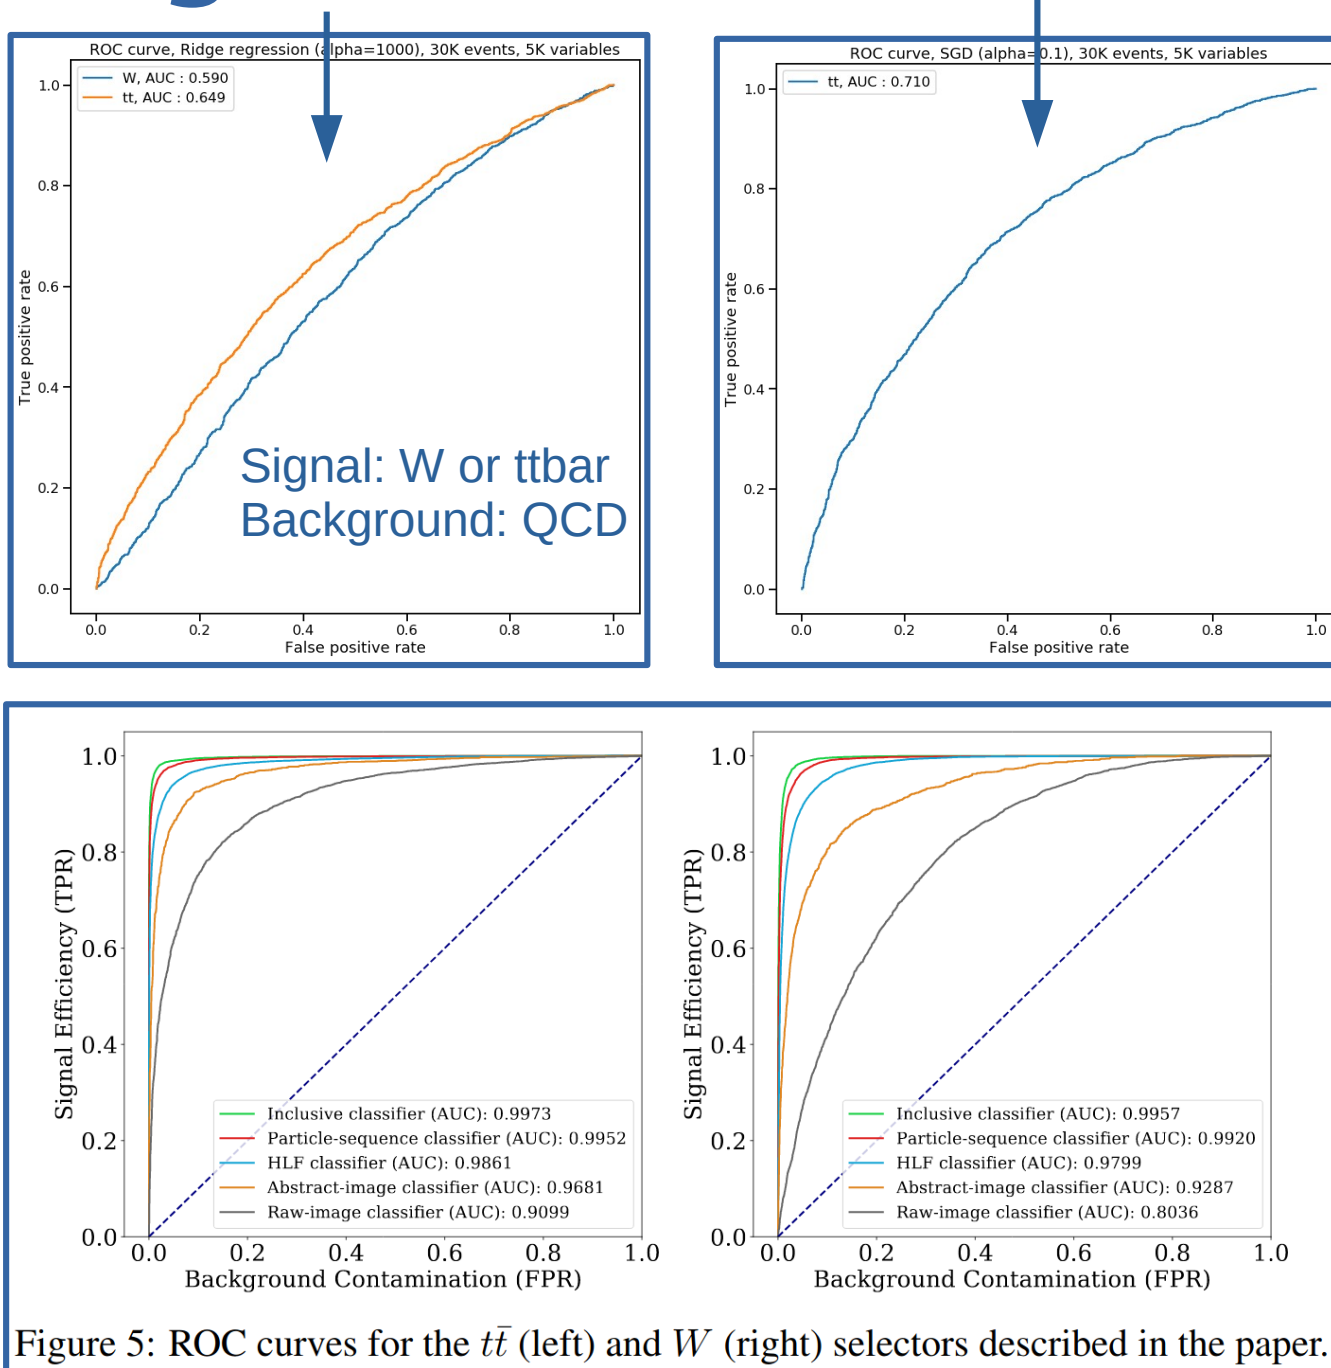 ROC curve, Ridge regression (alpha=1000), 30K events, 5K variables
W, AUC : 0.590
tt, AUC : 0.649
1.0
0.8
0.6
0.4
0.2
0.0
True positive rate
Signal: W or ttbar
Background: QCD
0.0 0.2 0.4 0.6 0.8 1.0
False positive rate
ROC curve, SGD (alpha=0.1), 30K events, 5K variables
tt, AUC : 0.710
1.0
0.8
0.6
0.4
0.2
0.0
True positive rate
0.0 0.2 0.4 0.6 0.8 1.0
False positive rate
1.0
0.8
0.6
0.4
0.2
0.0
Signal Efficiency (TPR)
Inclusive classifier (AUC): 0.9973
Particle-sequence classifier (AUC): 0.9952
HLF classifier (AUC): 0.9861
Abstract-image classifier (AUC): 0.9681
Raw-image classifier (AUC): 0.9099
0.0 0.2 0.4 0.6 0.8 1.0
Background Contamination (FPR)
1.0
0.8
0.6
0.4
0.2
0.0
Signal Efficiency (TPR)
Inclusive classifier (AUC): 0.9957
Particle-sequence classifier (AUC): 0.9920
HLF classifier (AUC): 0.9799
Abstract-image classifier (AUC): 0.9287
Raw-image classifier (AUC): 0.8036
0.0 0.2 0.4 0.6 0.8 1.0
Background Contamination (FPR)
Figure 5: ROC curves for the tt̄ (left) and W (right) selectors described in the paper.